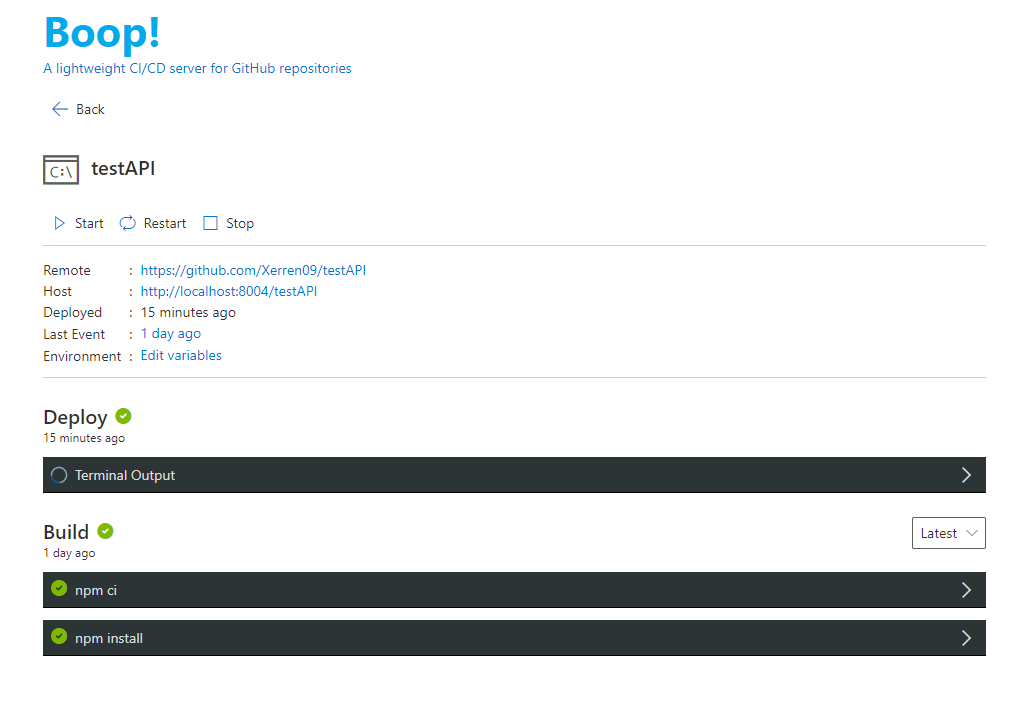 Boop!
A lightweight CI/CD server for GitHub repositories
Back
C:\ testAPI
Start Restart Stop
Remote : https://github.com/Xerren09/testAPI
Host : http://localhost:8004/testAPI
Deployed : 15 minutes ago
Last Event : 1 day ago
Environment : Edit variables
Deploy
15 minutes ago
Terminal Output
Build Latest
1 day ago
npm ci
npm install